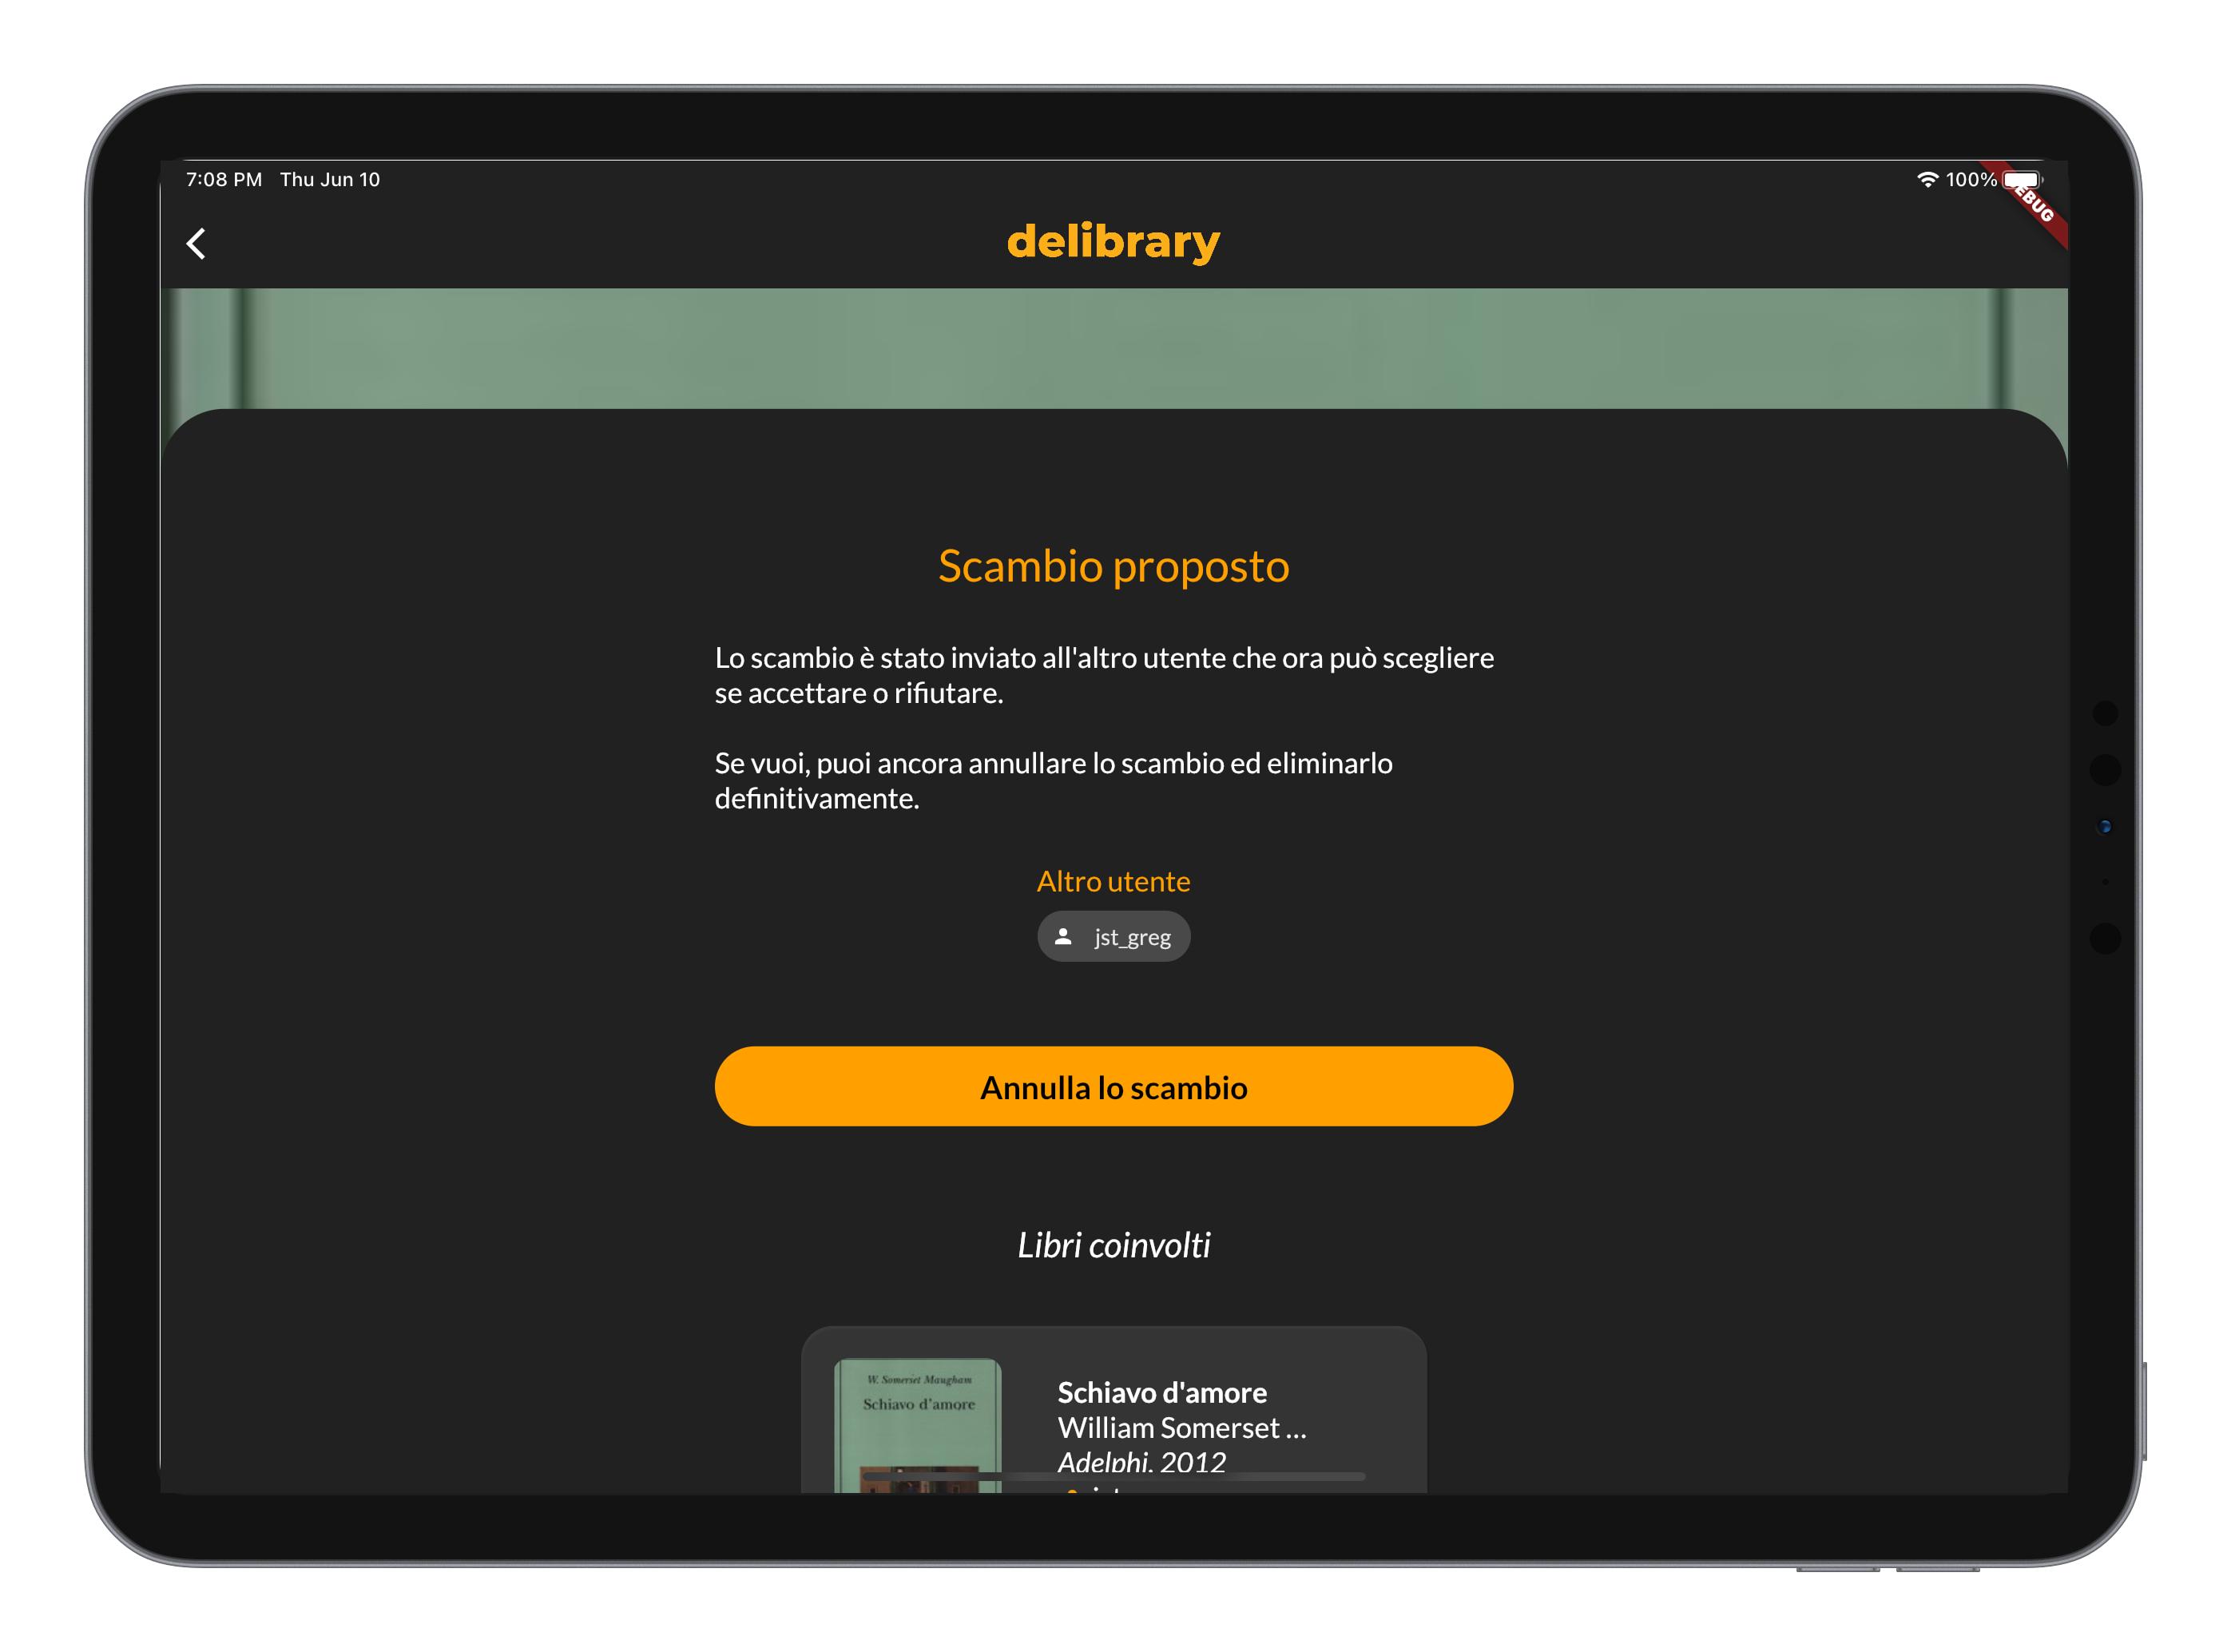 7:08 PM Thu Jun 10
100%
EBUG
delibrary
Scambio proposto
Lo scambio è stato inviato all'altro utente che ora può scegliere
se accettare o rifiutare.
Se vuoi, puoi ancora annullare lo scambio ed eliminarlo
definitivamente.
Altro utente
jst_greg
Annulla lo scambio
Libri coinvolti
W. Somerset Maugham
Schiavo d'amore
Schiavo d'amore
William Somerset ...
Adelphi, 2012